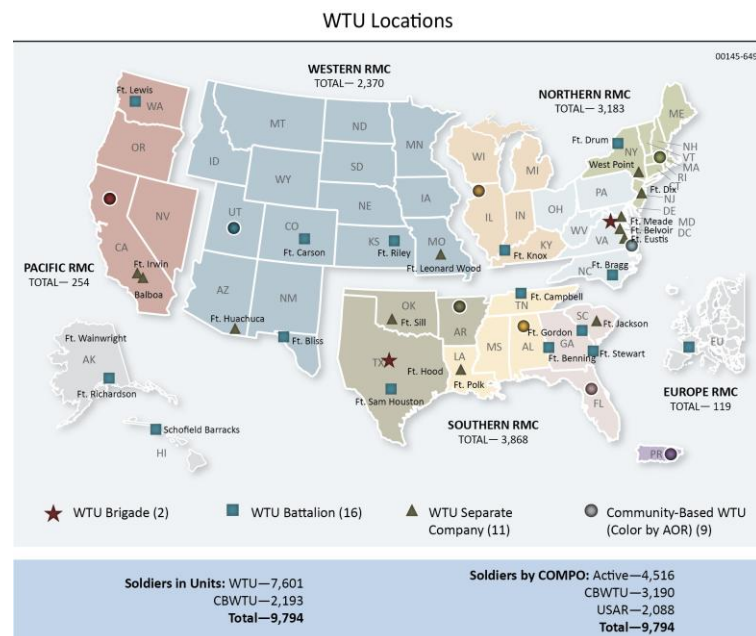 WTU Locations
00145-649
WESTERN RMC
TOTAL— 2,370
NORTHERN RMC
TOTAL— 3,183
Ft. Lewis
WA
MT
ND
MN
ME
OR
ID
WY
SD
WI
MI
Ft. Drum
NY
NH
VT
MA
RI
CT
West Point
Ft. Dix
NJ
DE
NV
UT
NE
IA
IL
IN
OH
PA
Ft. Meade
MD
Ft. Belvoir
DC
Ft. Eustis
WV
VA
CO
Ft. Carson
KS
Ft. Riley
MO
Ft. Leonard Wood
KY
Ft. Knox
CA
Ft. Irwin
Balboa
PACIFIC RMC
TOTAL— 254
NC
Ft. Bragg
AZ
NM
Ft. Huachuca
Ft. Bliss
OK
Ft. Sill
AR
TN
Ft. Campbell
SC
Ft. Jackson
Ft. Gordon
MS
AL
GA
Ft. Benning
Ft. Stewart
TX
Ft. Hood
LA
Ft. Polk
Ft. Sam Houston
FL
Ft. Wainwright
AK
Ft. Richardson
EU
EUROPE RMC
TOTAL— 119
SOUTHERN RMC
TOTAL— 3,868
Schofield Barracks
HI
PR
WTU Brigade (2)
WTU Battalion (16)
WTU Separate
Company (11)
Community-Based WTU
(Color by AOR) (9)
Soldiers in Units: WTU—7,601
CBWTU—2,193
Total—9,794
Soldiers by COMPO: Active—4,516
CBWTU—3,190
USAR—2,088
Total—9,794